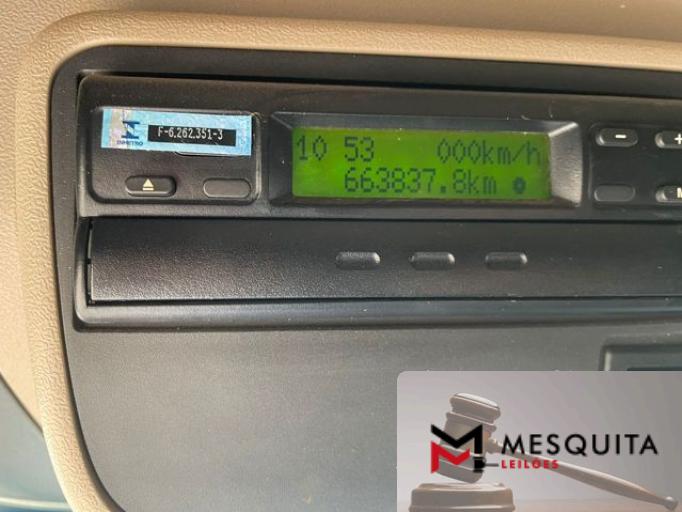 F-6.262.351-3
INMETRO
10 53 000km/h
663837.8km
-
+
M
MESQUITA
LEILÕES